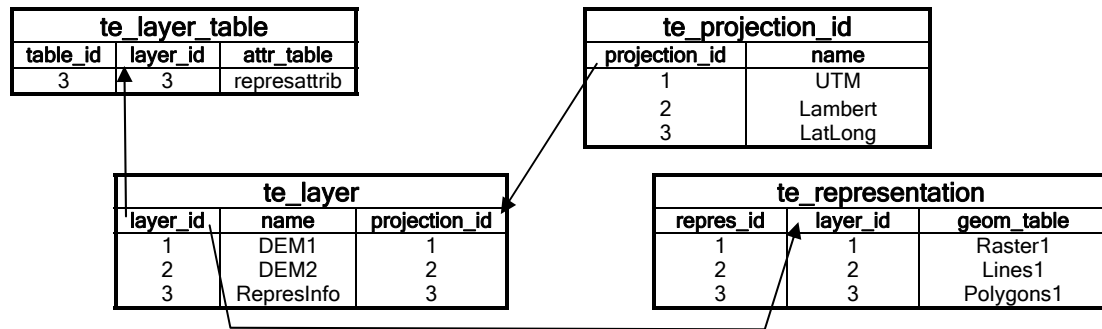 te_layer_table
table_id layer_id attr_table
3 3 represattrib
te_projection_id
projection_id name
1 UTM
2 Lambert
3 LatLong
te_layer
layer_id name projection_id
1 DEM1 1
2 DEM2 2
3 RepresInfo 3
te_representation
repres_id layer_id geom_table
1 1 Raster1
2 2 Lines1
3 3 Polygons1